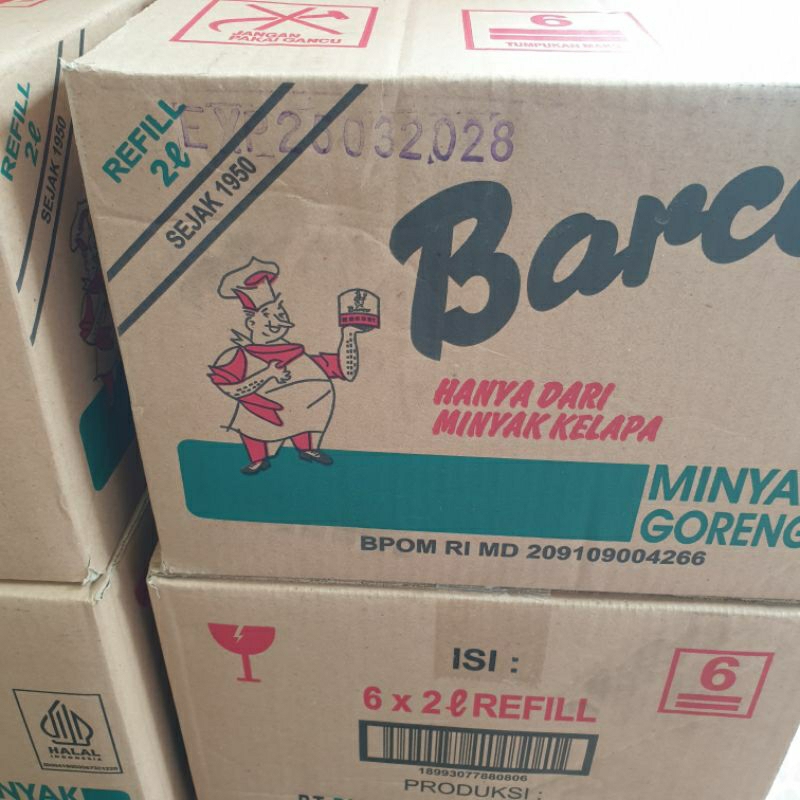 JANGAN
PAKAI GANCU
6
TUMPUKAN MAKS
REFILL
2ℓ
SEJAK 1950
EXP 25032028
REFILL
2ℓ
SEJAK 1950
HANYA DARI
MINYAK KELAPA
MINYA
GORENG
BPOM RI MD 209109004266
ISI :
6 x 2ℓ REFILL
6
18993077880806
PRODUKSI :
HALAL
INDONESIA
NYAK